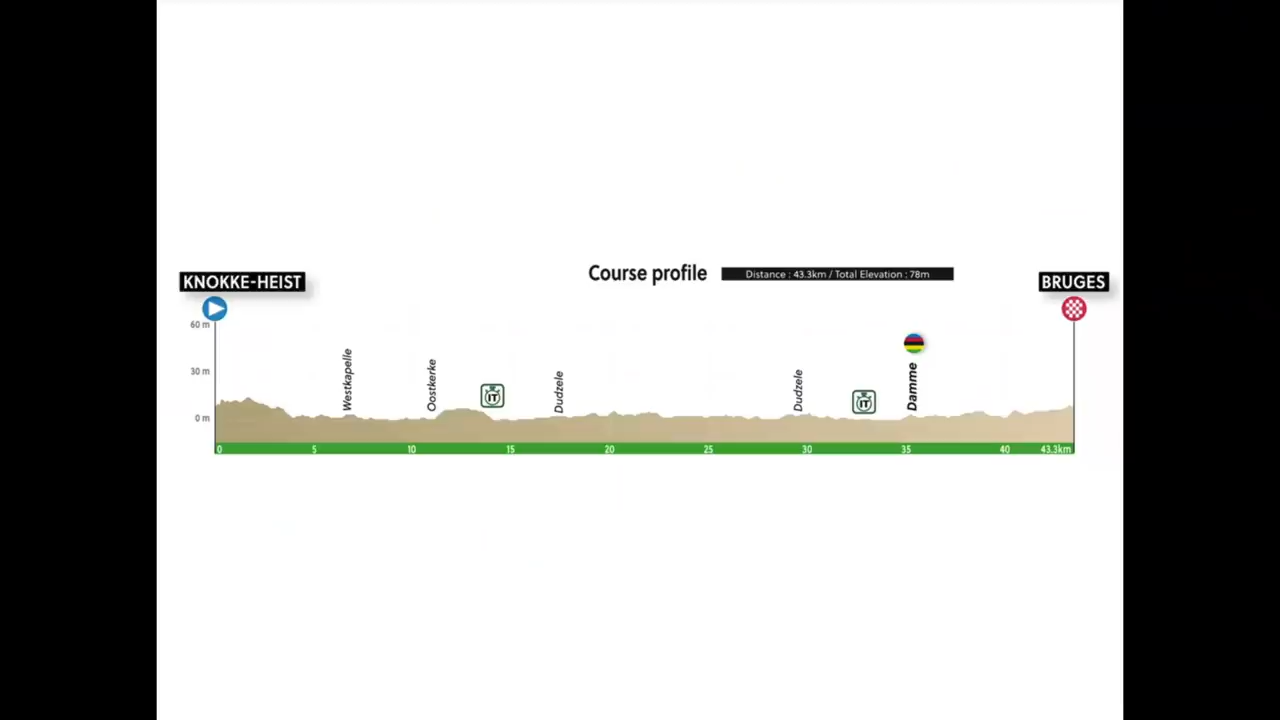 Course profile
Distance : 43.3km / Total Elevation : 78m
KNOKKE-HEIST
BRUGES
60 m
30 m
0 m
Westkapelle
Oostkerke
IT
Dudzele
Dudzele
IT
Damme
0 5 10 15 20 25 30 35 40 43.3km